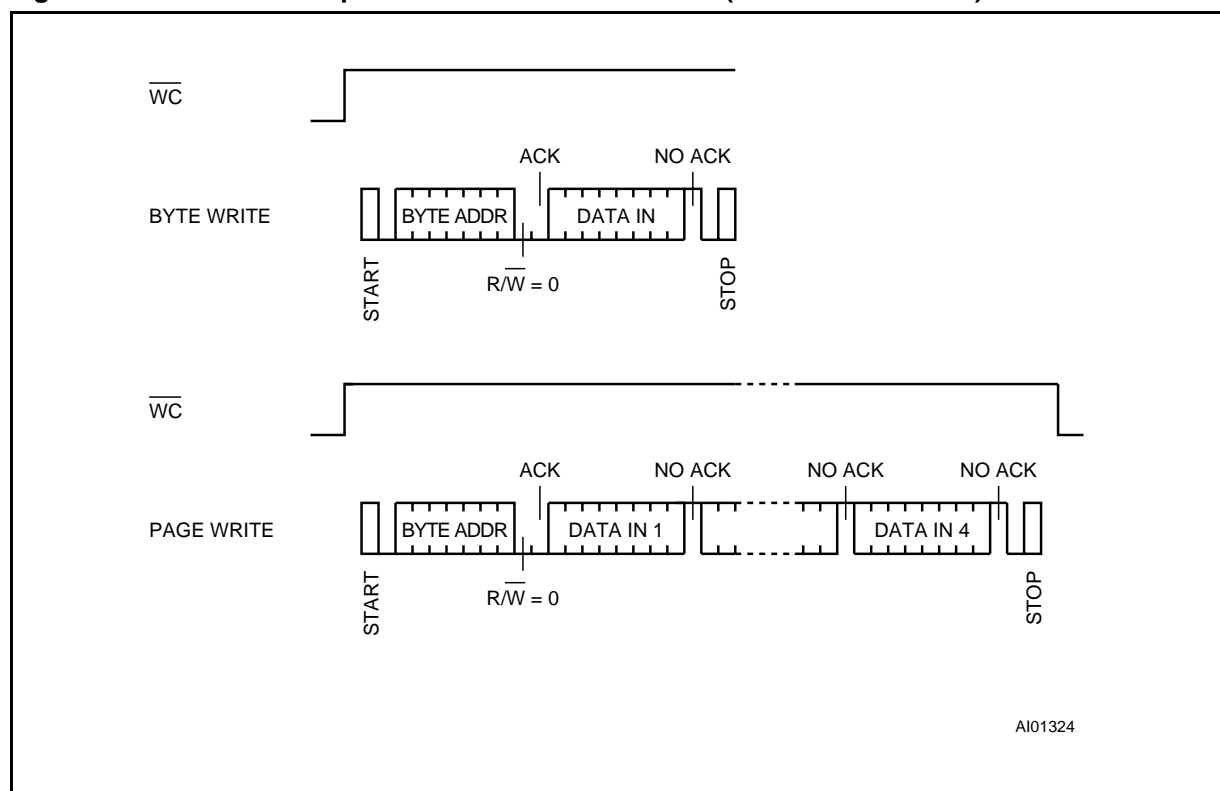 WC
ACK NO ACK
BYTE WRITE BYTE ADDR DATA IN
R/W = 0
START STOP
WC
ACK NO ACK NO ACK NO ACK
PAGE WRITE BYTE ADDR DATA IN 1 DATA IN 4
R/W = 0
START STOP
AI01324